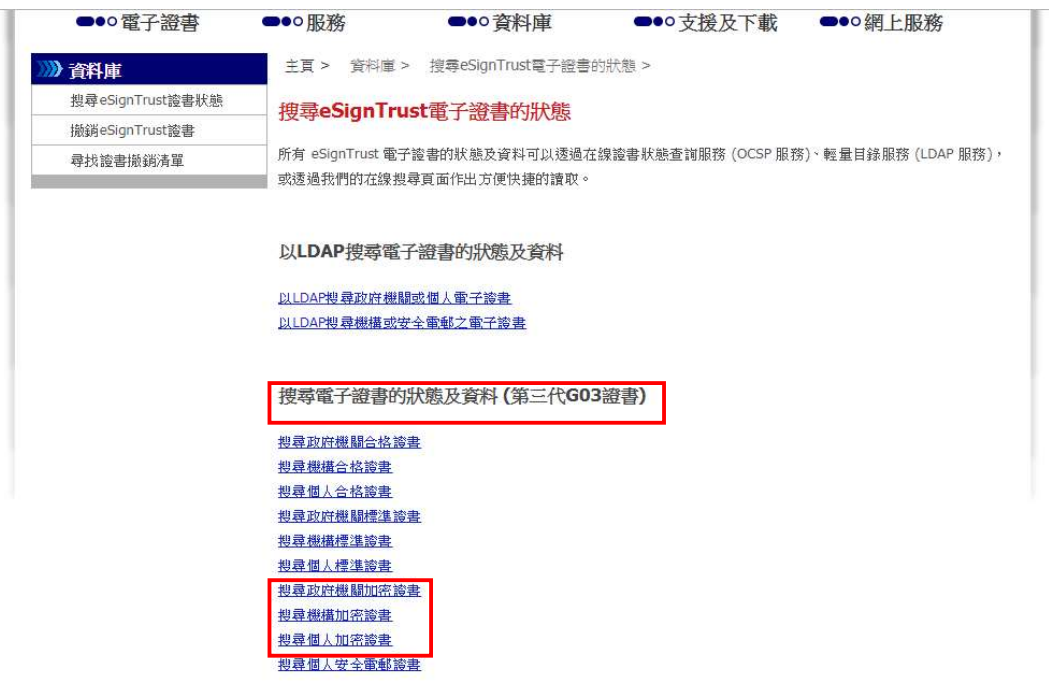 電子證書 服務 資料庫 支援及下載 網上服務
資料庫
搜尋eSignTrust證書狀態
撤銷eSignTrust證書
尋找證書撤銷清單
主頁 > 資料庫 > 搜尋eSignTrust電子證書的狀態 >
搜尋eSignTrust電子證書的狀態
所有 eSignTrust 電子證書的狀態及資料可以透過在線證書狀態查詢服務 (OCSP 服務)、輕量目錄服務 (LDAP 服務),
或透過我們的在線搜尋頁面作出方便快捷的讀取。
以LDAP搜尋電子證書的狀態及資料
以LDAP搜尋政府機關或個人電子證書
以LDAP搜尋機構或安全電郵之電子證書
搜尋電子證書的狀態及資料 (第三代G03證書)
搜尋政府機關合格證書
搜尋機構合格證書
搜尋個人合格證書
搜尋政府機關標準證書
搜尋機構標準證書
搜尋個人標準證書
搜尋政府機關加密證書
搜尋機構加密證書
搜尋個人加密證書
搜尋個人安全電郵證書